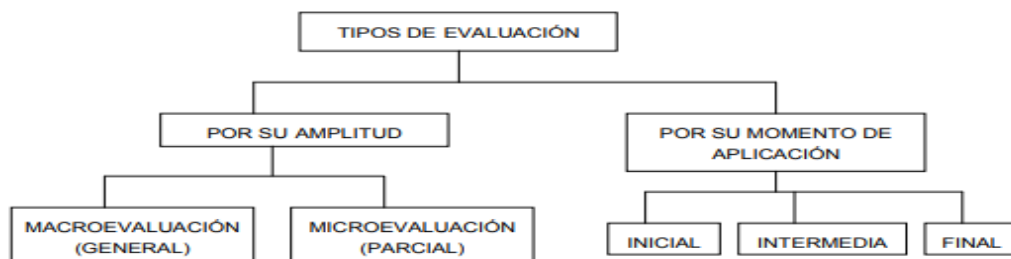 TIPOS DE EVALUACIÓN
POR SU AMPLITUD
POR SU MOMENTO DE
APLICACIÓN
MACROEVALUACIÓN
(GENERAL)
MICROEVALUACIÓN
(PARCIAL)
INICIAL
INTERMEDIA
FINAL